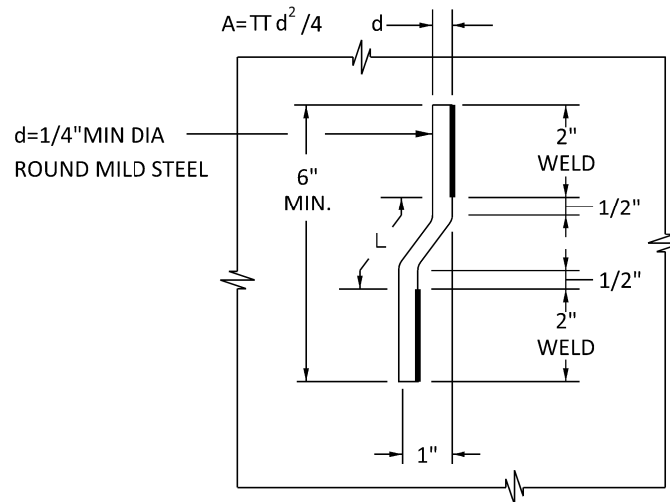 A=TT d²/4
d
d=1/4"MIN DIA
ROUND MILD STEEL
6"
MIN.
2"
WELD
1/2"
L
1/2"
2"
WELD
1"